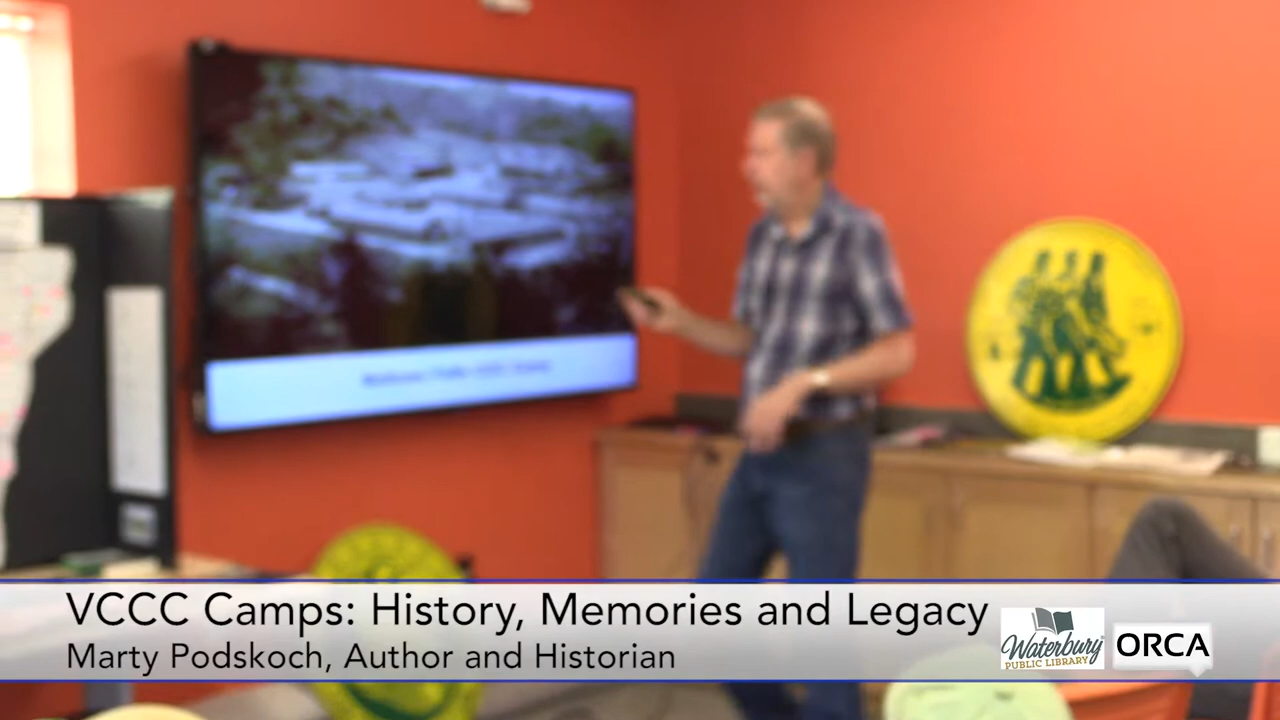 VCCC Camps: History, Memories and Legacy
Marty Podskoch, Author and Historian
Waterbury
PUBLIC LIBRARY
ORCA